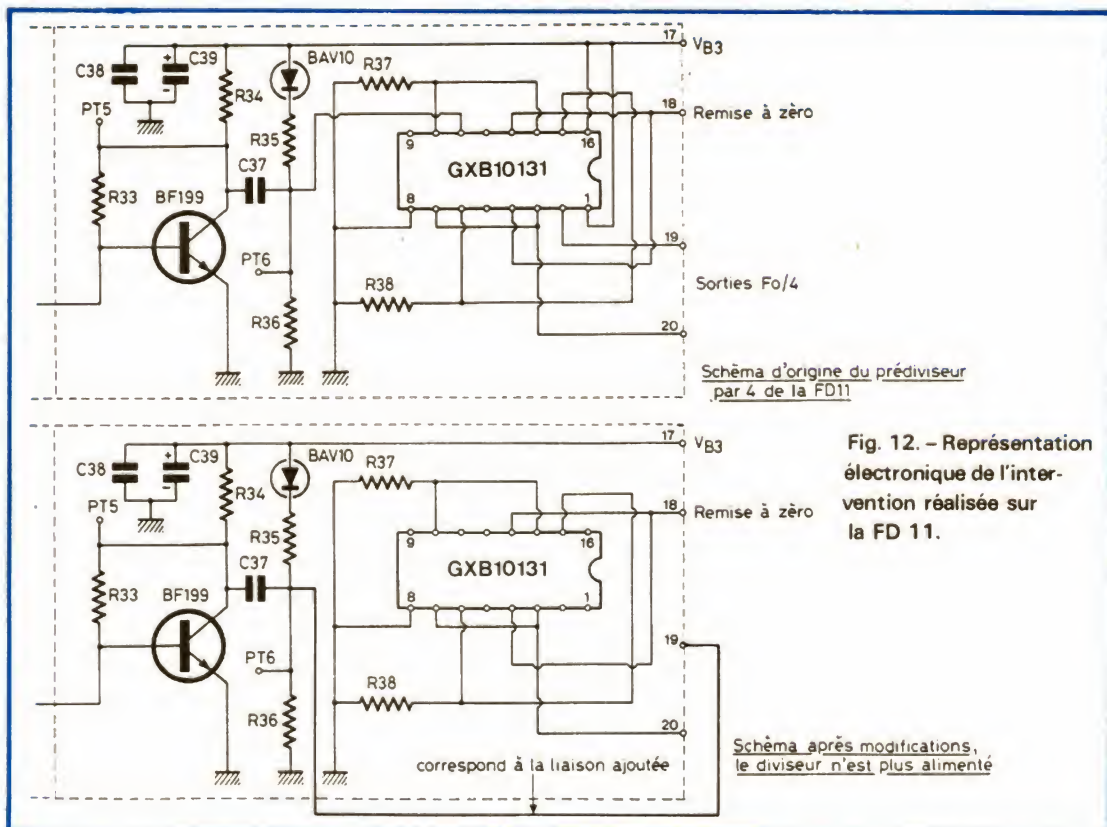 17 VB3
C38
C39
BAV10
R34
R37
PT5
18 Remise à zèro
R35
9
16
C37
GXB10131
R33
BF199
8
1
19
PT6
Sorties Fo/4
R38
R36
20
Schèma d'origine du prédiviseur
par 4 de la FD11
17 VB3
C38
C39
BAV10
R34
R37
PT5
18 Remise à zèro
R35
9
16
C37
GXB10131
R33
BF199
8
1
19
PT6
R38
R36
20
Schèma après modifications,
le diviseur n'est plus alimenté
correspond à la liaison ajoutée
Fig. 12. – Représentation
électronique de l'inter-
vention réalisée sur
la FD 11.